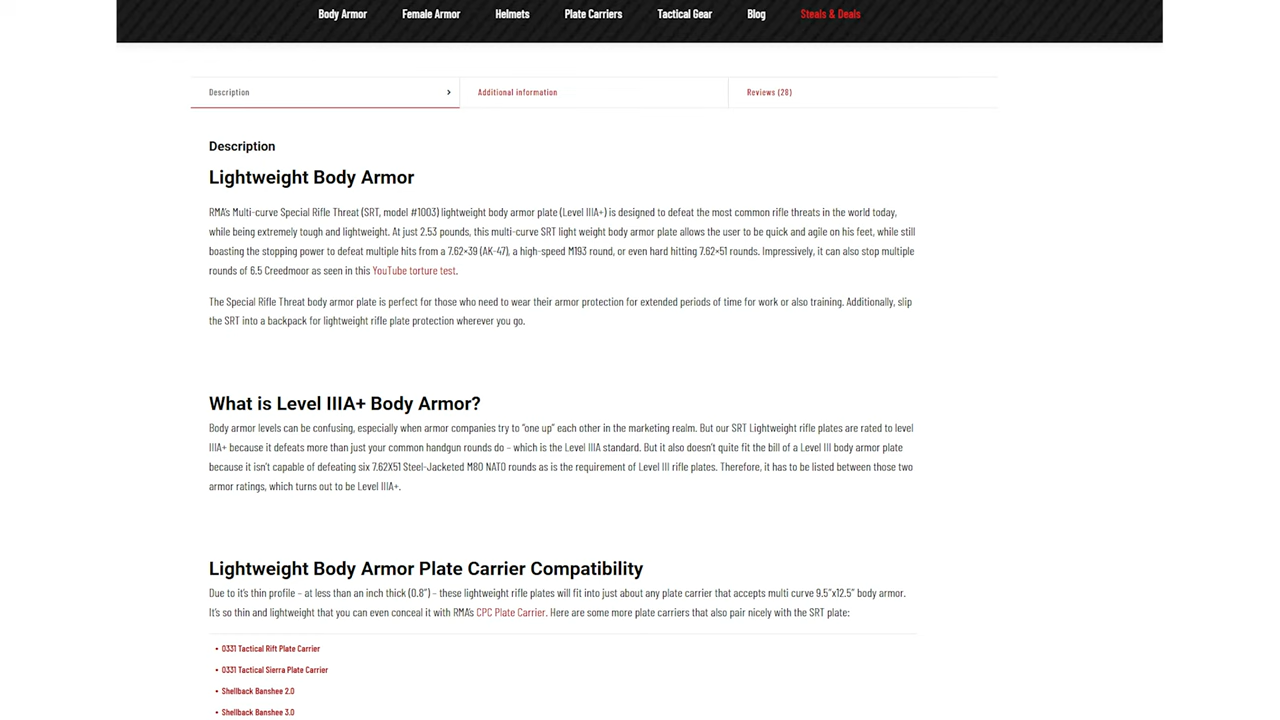 Body Armor Female Armor Helmets Plate Carriers Tactical Gear Blog Steals & Deals
Description Additional information Reviews (28)
Description
Lightweight Body Armor
RMA's Multi-curve Special Rifle Threat (SRT, model #1003) lightweight body armor plate (Level IIIA+) is designed to defeat the most common rifle threats in the world today,
while being extremely tough and lightweight. At just 2.53 pounds, this multi-curve SRT light weight body armor plate allows the user to be quick and agile on his feet, while still
boasting the stopping power to defeat multiple hits from a 7.62×39 (AK-47), a high-speed M193 round, or even hard hitting 7.62×51 rounds. Impressively, it can also stop multiple
rounds of 6.5 Creedmoor as seen in this YouTube torture test.
The Special Rifle Threat body armor plate is perfect for those who need to wear their armor protection for extended periods of time for work or also training. Additionally, slip
the SRT into a backpack for lightweight rifle plate protection wherever you go.
What is Level IIIA+ Body Armor?
Body armor levels can be confusing, especially when armor companies try to "one up" each other in the marketing realm. But our SRT Lightweight rifle plates are rated to level
IIIA+ because it defeats more than just your common handgun rounds do – which is the Level IIIA standard. But it also doesn't quite fit the bill of a Level III body armor plate
because it isn't capable of defeating six 7.62X51 Steel-Jacketed M80 NATO rounds as is the requirement of Level III rifle plates. Therefore, it has to be listed between those two
armor ratings, which turns out to be Level IIIA+.
Lightweight Body Armor Plate Carrier Compatibility
Due to it's thin profile – at less than an inch thick (0.8") – these lightweight rifle plates will fit into just about any plate carrier that accepts multi curve 9.5"x12.5" body armor.
It's so thin and lightweight that you can even conceal it with RMA's CPC Plate Carrier. Here are some more plate carriers that also pair nicely with the SRT plate:
• 0331 Tactical Rift Plate Carrier
• 0331 Tactical Sierra Plate Carrier
• Shellback Banshee 2.0
• Shellback Banshee 3.0